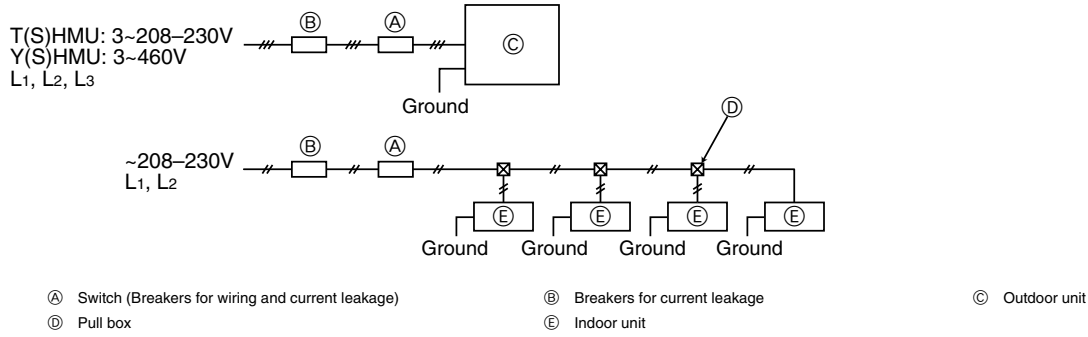 Ⓑ Ⓐ
T(S)HMU: 3~208–230V
Y(S)HMU: 3~460V
L1, L2, L3
Ⓒ
Ground
Ⓓ
Ⓑ Ⓐ
~208–230V
L1, L2
Ⓔ Ⓔ Ⓔ Ⓔ
Ground Ground Ground Ground
Ⓐ Switch (Breakers for wiring and current leakage) Ⓑ Breakers for current leakage Ⓒ Outdoor unit
Ⓓ Pull box Ⓔ Indoor unit